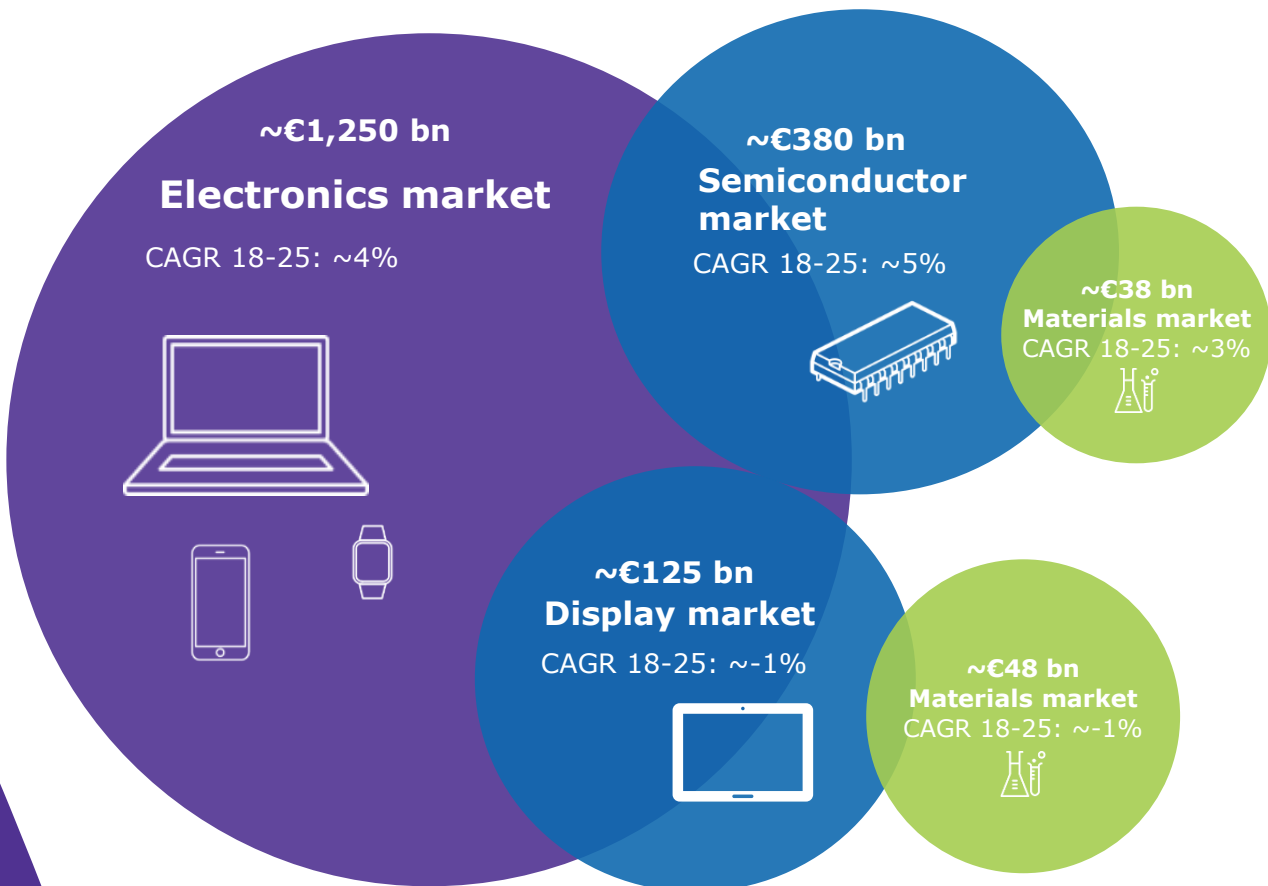 ~€1,250 bn
Electronics market
CAGR 18-25: ~4%
~€380 bn
Semiconductor
market
CAGR 18-25: ~5%
~€38 bn
Materials market
CAGR 18-25: ~3%
~€125 bn
Display market
CAGR 18-25: ~-1%
~€48 bn
Materials market
CAGR 18-25: ~-1%